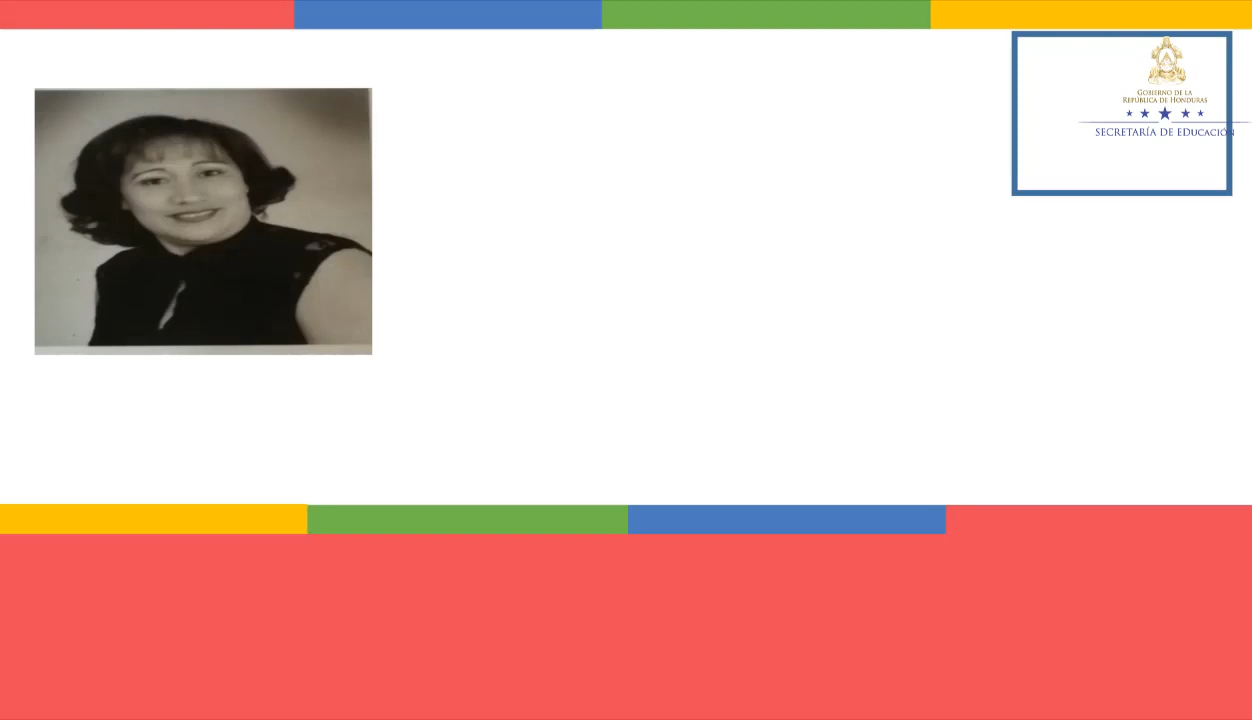 GOBIERNO DE LA
REPÚBLICA DE HONDURAS
SECRETARÍA DE EDUCACIÓN